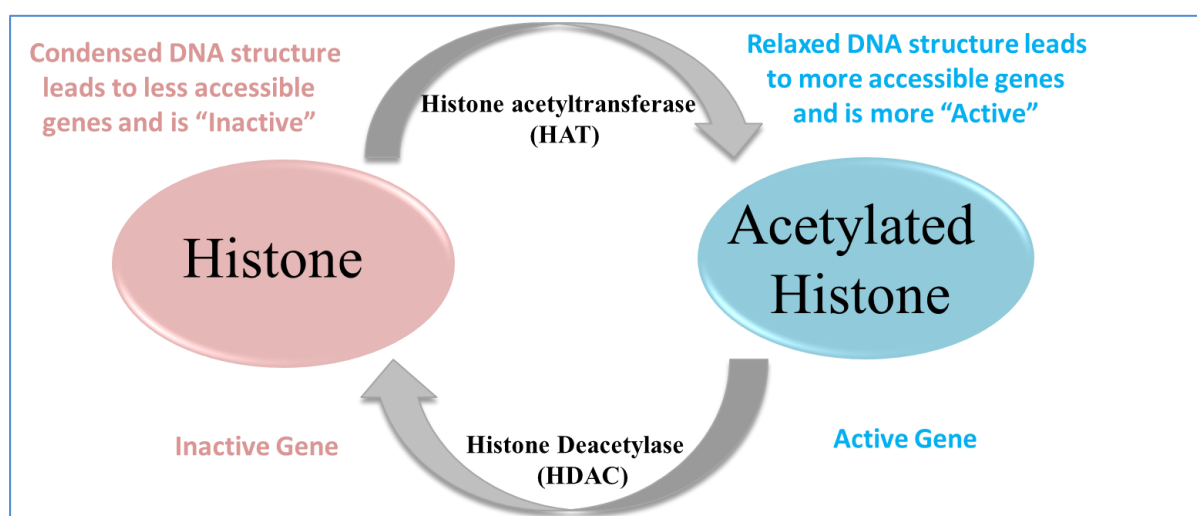 Condensed DNA structure
leads to less accessible
genes and is “Inactive”
Histone acetyltransferase
(HAT)
Relaxed DNA structure leads
to more accessible genes
and is more “Active”
Histone
Acetylated
Histone
Inactive Gene
Histone Deacetylase
(HDAC)
Active Gene